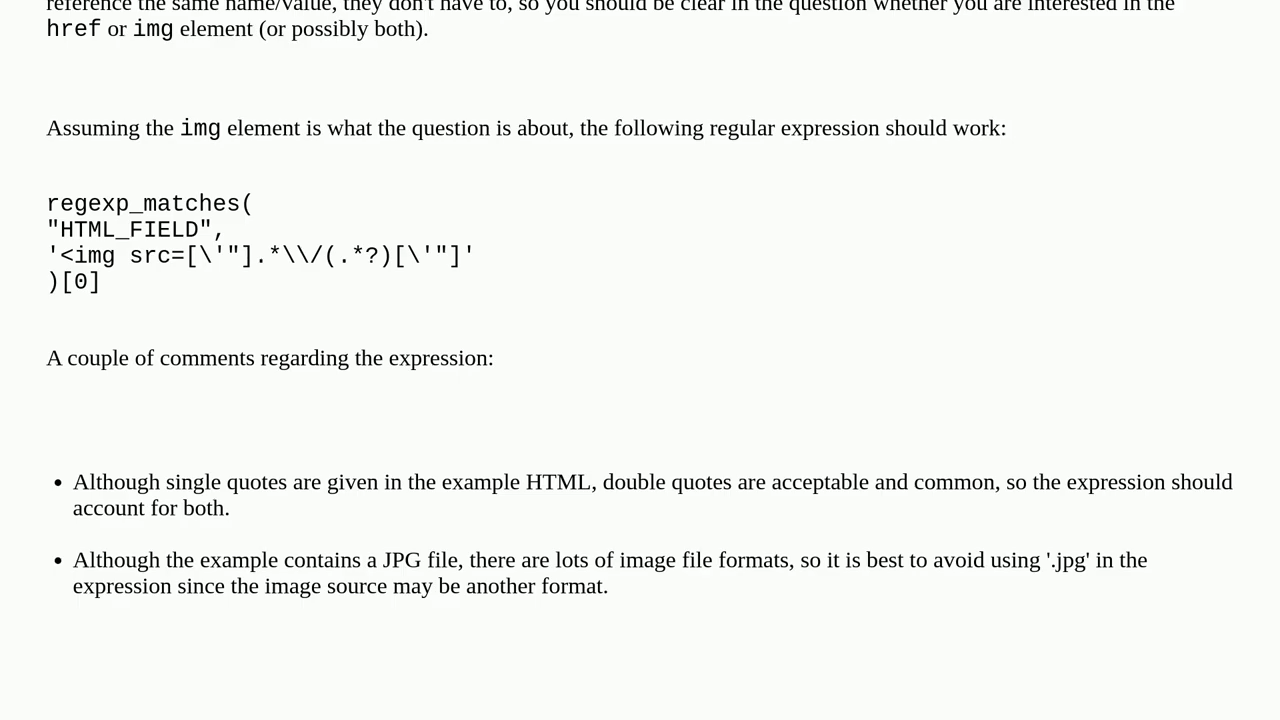 reference the same name/value, they don't have to, so you should be clear in the question whether you are interested in the
href or img element (or possibly both).
Assuming the img element is what the question is about, the following regular expression should work:
regexp_matches(
"HTML_FIELD",
'<img src=[\'"].*\\/(.*?)[\'"]'
)[0]
A couple of comments regarding the expression:
• Although single quotes are given in the example HTML, double quotes are acceptable and common, so the expression should
account for both.
• Although the example contains a JPG file, there are lots of image file formats, so it is best to avoid using '.jpg' in the
expression since the image source may be another format.